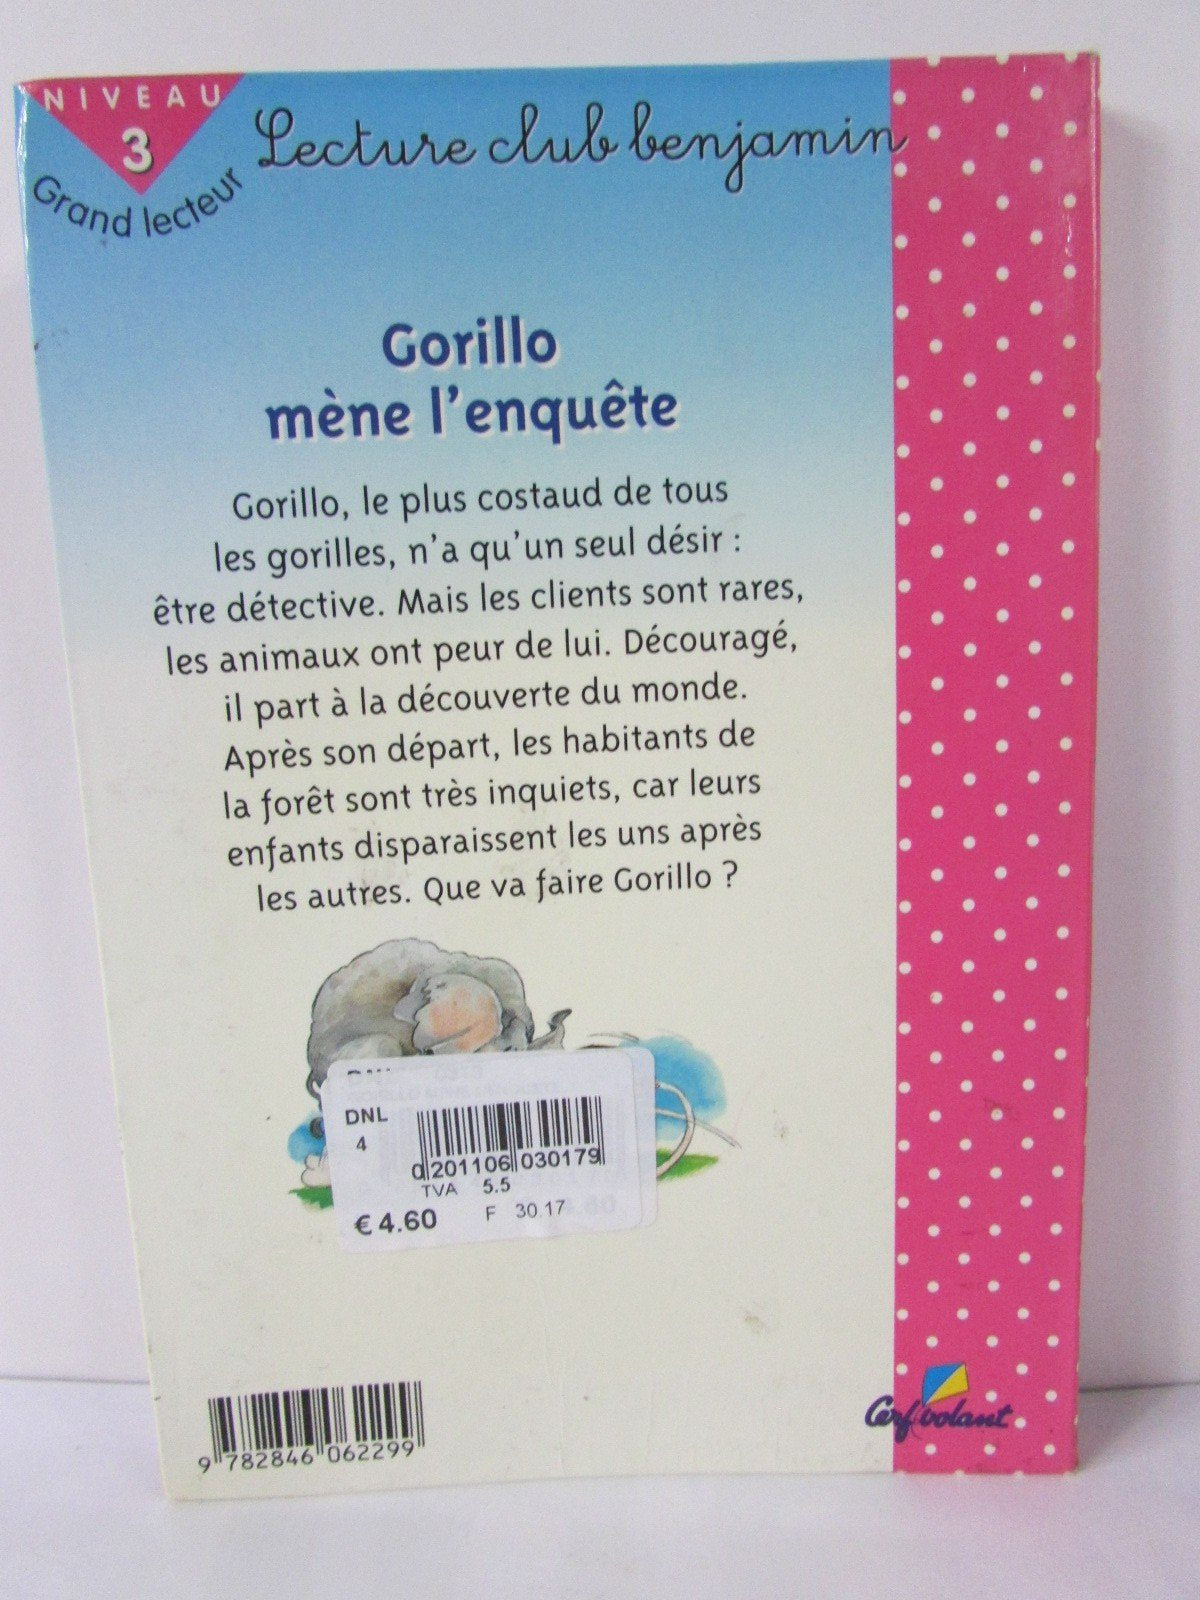 NIVEAU
3
Grand lecteur
Lecture club benjamin
Gorillo
mène l'enquête
Gorillo, le plus costaud de tous
les gorilles, n'a qu'un seul désir :
être détective. Mais les clients sont rares,
les animaux ont peur de lui. Découragé,
il part à la découverte du monde.
Après son départ, les habitants de
la forêt sont très inquiets, car leurs
enfants disparaissent les uns après
les autres. Que va faire Gorillo ?
DNL
4
0 201106 030179
TVA 5.5
€ 4.60 F 30.17
9 782846 062299
Cerf volant